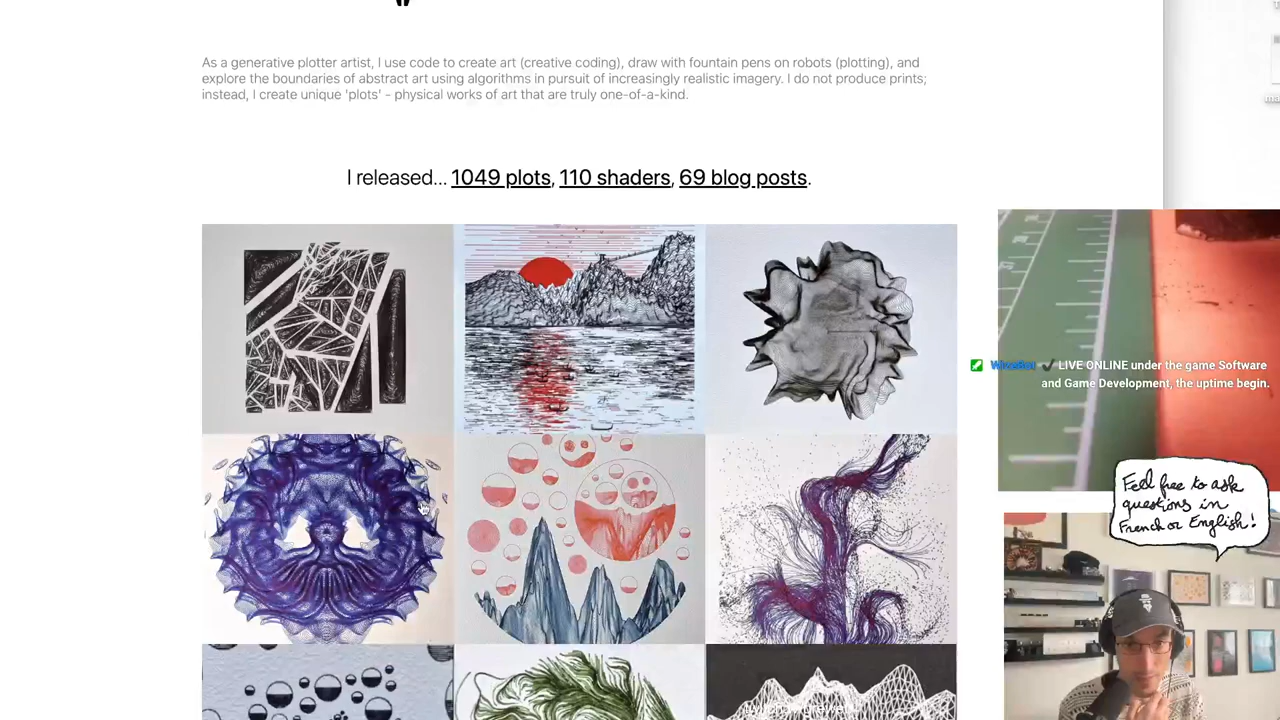 As a generative plotter artist, I use code to create art (creative coding), draw with fountain pens on robots (plotting), and
explore the boundaries of abstract art using algorithms in pursuit of increasingly realistic imagery. I do not produce prints;
instead, I create unique 'plots' - physical works of art that are truly one-of-a-kind.
I released... 1049 plots, 110 shaders, 69 blog posts.
WizeBot ✓ LIVE ONLINE under the game Software
and Game Development, the uptime begin.
Feel free to ask
questions in
French or English!